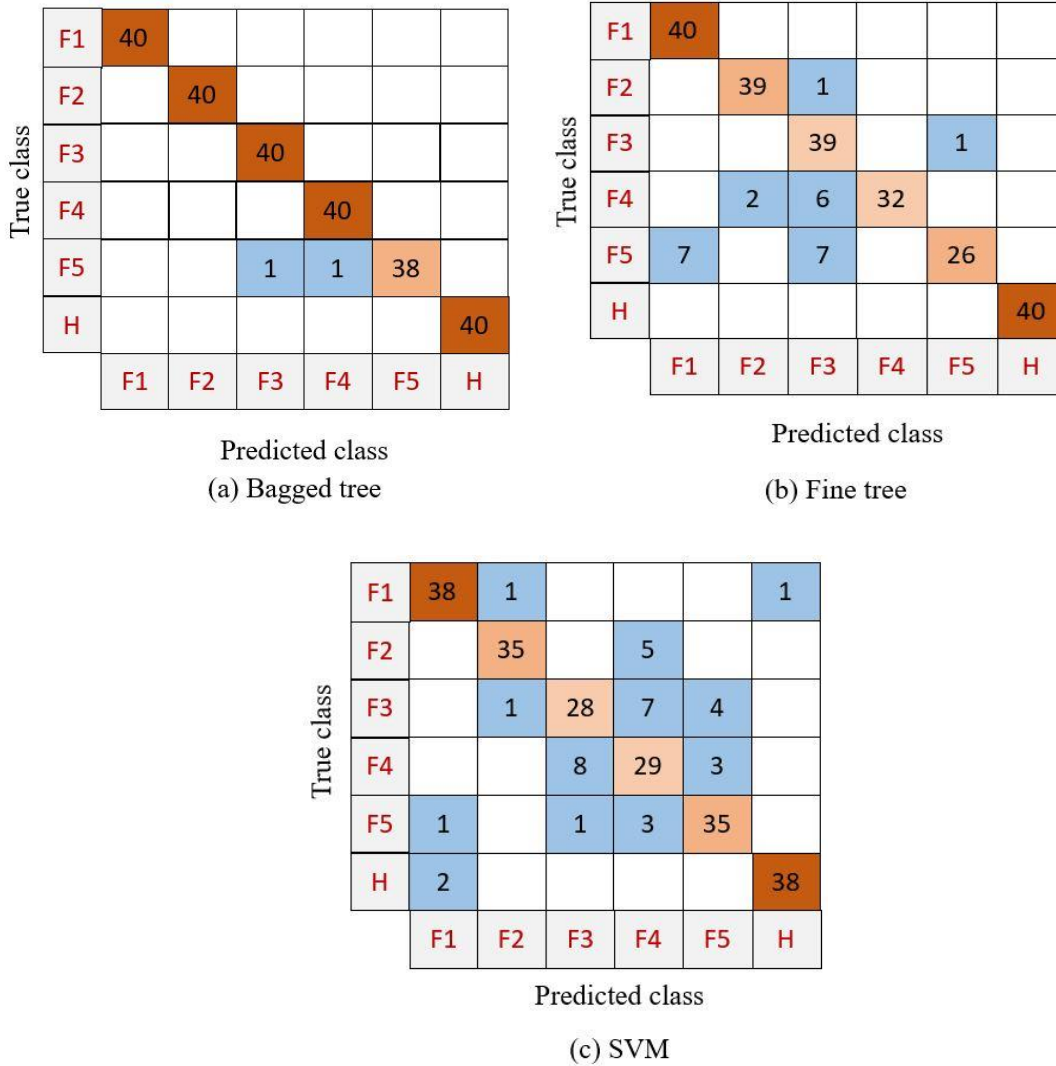 True class
F1 40
F2 40
F3 40
F4 40
F5 1 1 38
H 40
F1 F2 F3 F4 F5 H
Predicted class
(a) Bagged tree
True class
F1 40
F2 39 1
F3 39 1
F4 2 6 32
F5 7 7 26
H 40
F1 F2 F3 F4 F5 H
Predicted class
(b) Fine tree
True class
F1 38 1 1
F2 35 5
F3 1 28 7 4
F4 8 29 3
F5 1 1 3 35
H 2 38
F1 F2 F3 F4 F5 H
Predicted class
(c) SVM